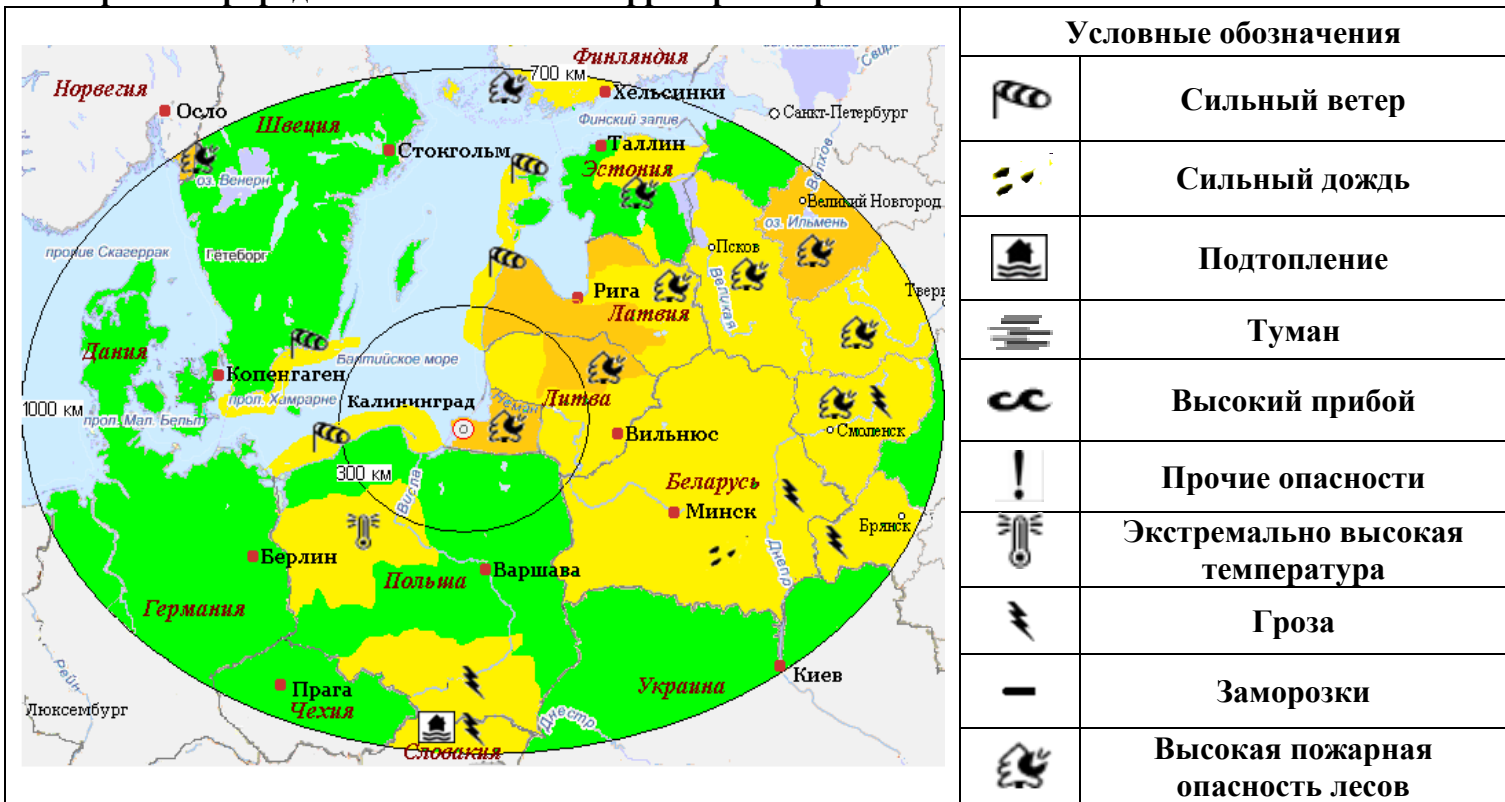 Условные обозначения
Сильный ветер
Сильный дождь
Подтопление
Туман
Высокий прибой
Прочие опасности
Экстремально высокая
температура
Гроза
Заморозки
Высокая пожарная
опасность лесов
Финляндия
Свирь
700 км
Норвегия
Хельсинки
Осло
Санкт-Петербург
Швеция
Финский залив
Волхов
Стокгольм
Таллин
Эстония
оз. Венерн
Великий Новгород
оз. Ильмень
пролив Скагеррак
Гетеборг
Псков
Великая
Рига
Латвия
Дания
Балтийское море
Копенгаген
прол. Хамрарне
Калининград
Неман
Литва
1000 км
прол. Мал. Бельт
Вильнюс
Смоленск
300 км
Висла
Беларусь
Минск
Брянск
Берлин
Днепр
Польша
Варшава
Германия
Рейн
Прага
Чехия
Украина
Киев
Люксембург
Днестр
Словакия